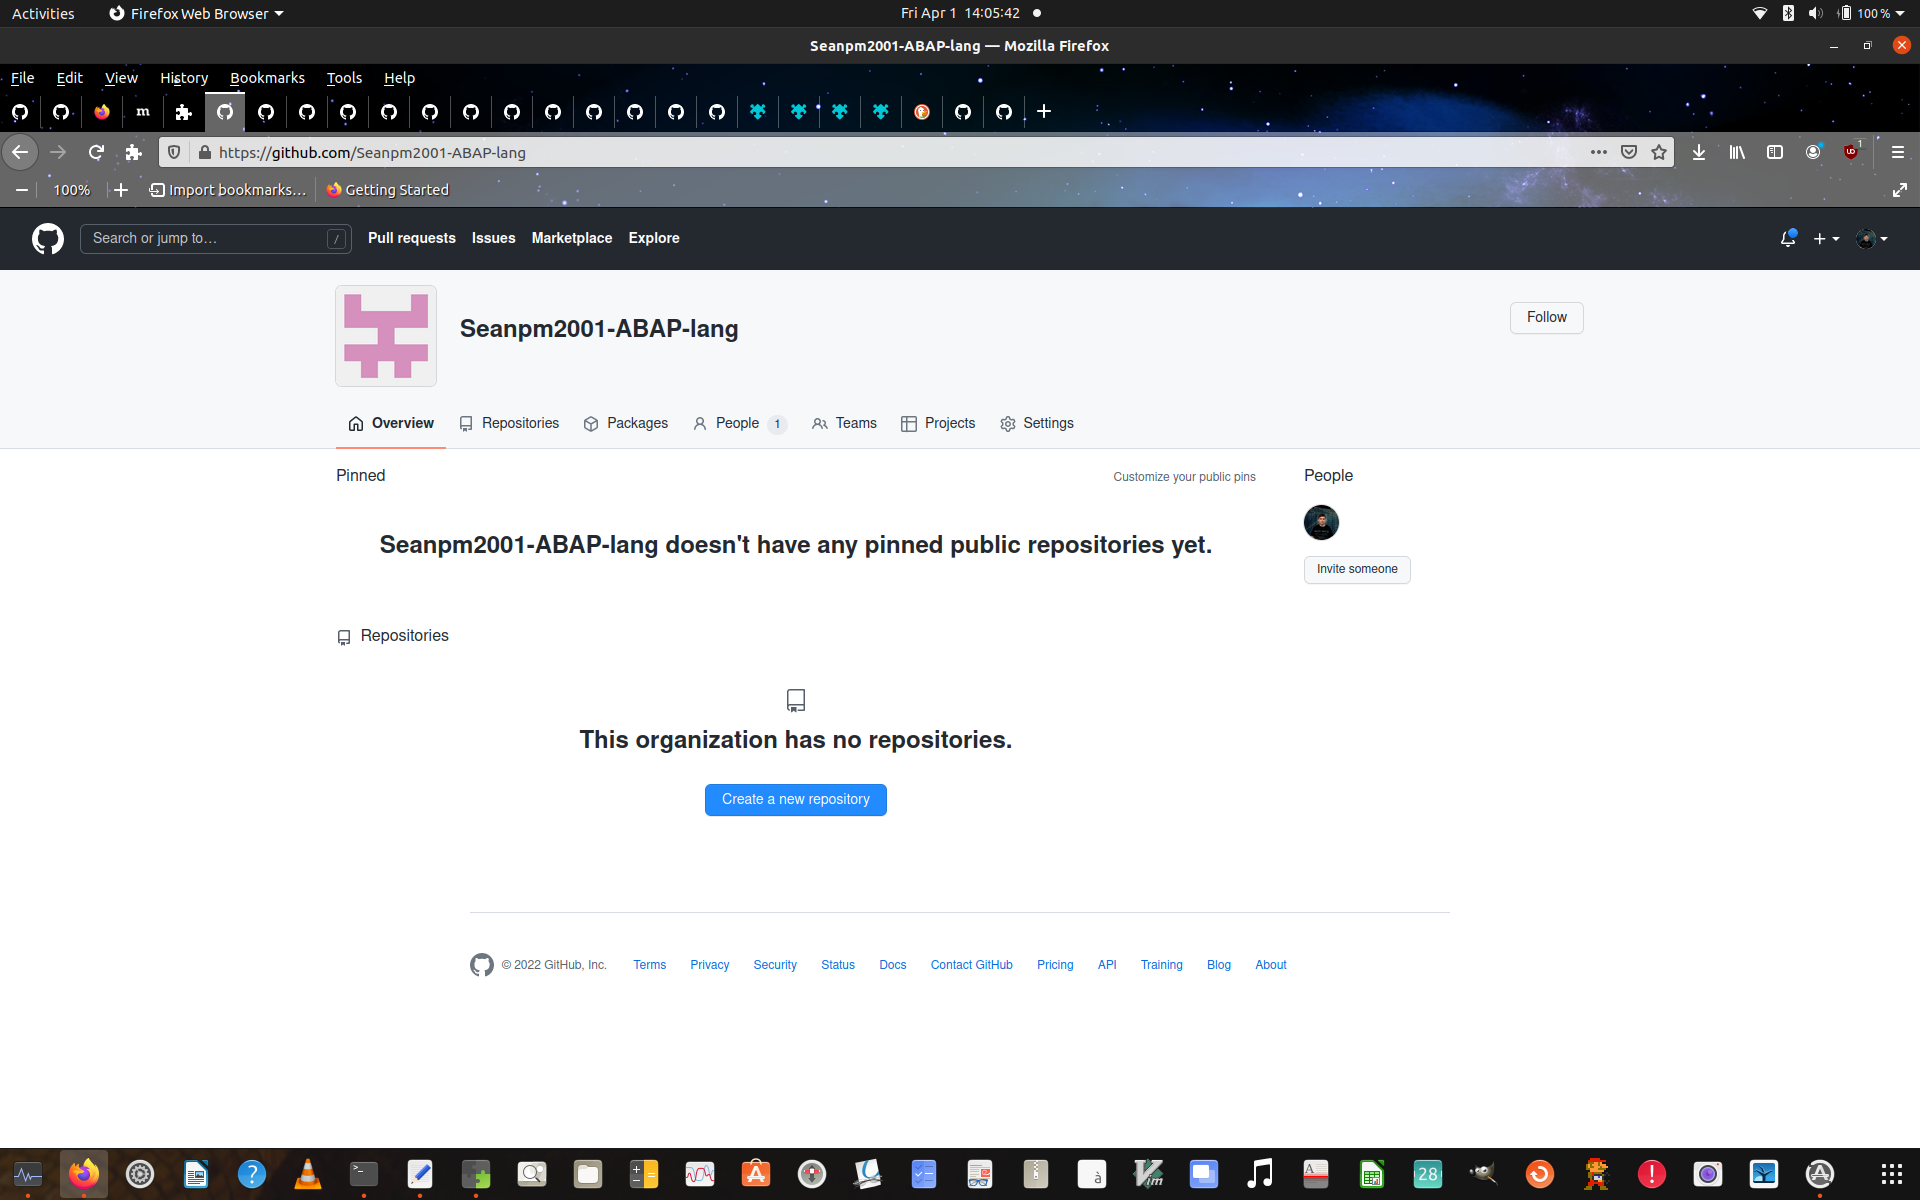 Activities Firefox Web Browser Fri Apr 1 14:05:42 100 %
Seanpm2001-ABAP-lang — Mozilla Firefox
File Edit View History Bookmarks Tools Help
m
https://github.com/Seanpm2001-ABAP-lang 1
100% Import bookmarks... Getting Started
Search or jump to... / Pull requests Issues Marketplace Explore
Seanpm2001-ABAP-lang Follow
Overview Repositories Packages People 1 Teams Projects Settings
Pinned Customize your public pins People
Seanpm2001-ABAP-lang doesn't have any pinned public repositories yet.
Invite someone
Repositories
This organization has no repositories.
Create a new repository
© 2022 GitHub, Inc. Terms Privacy Security Status Docs Contact GitHub Pricing API Training Blog About
28